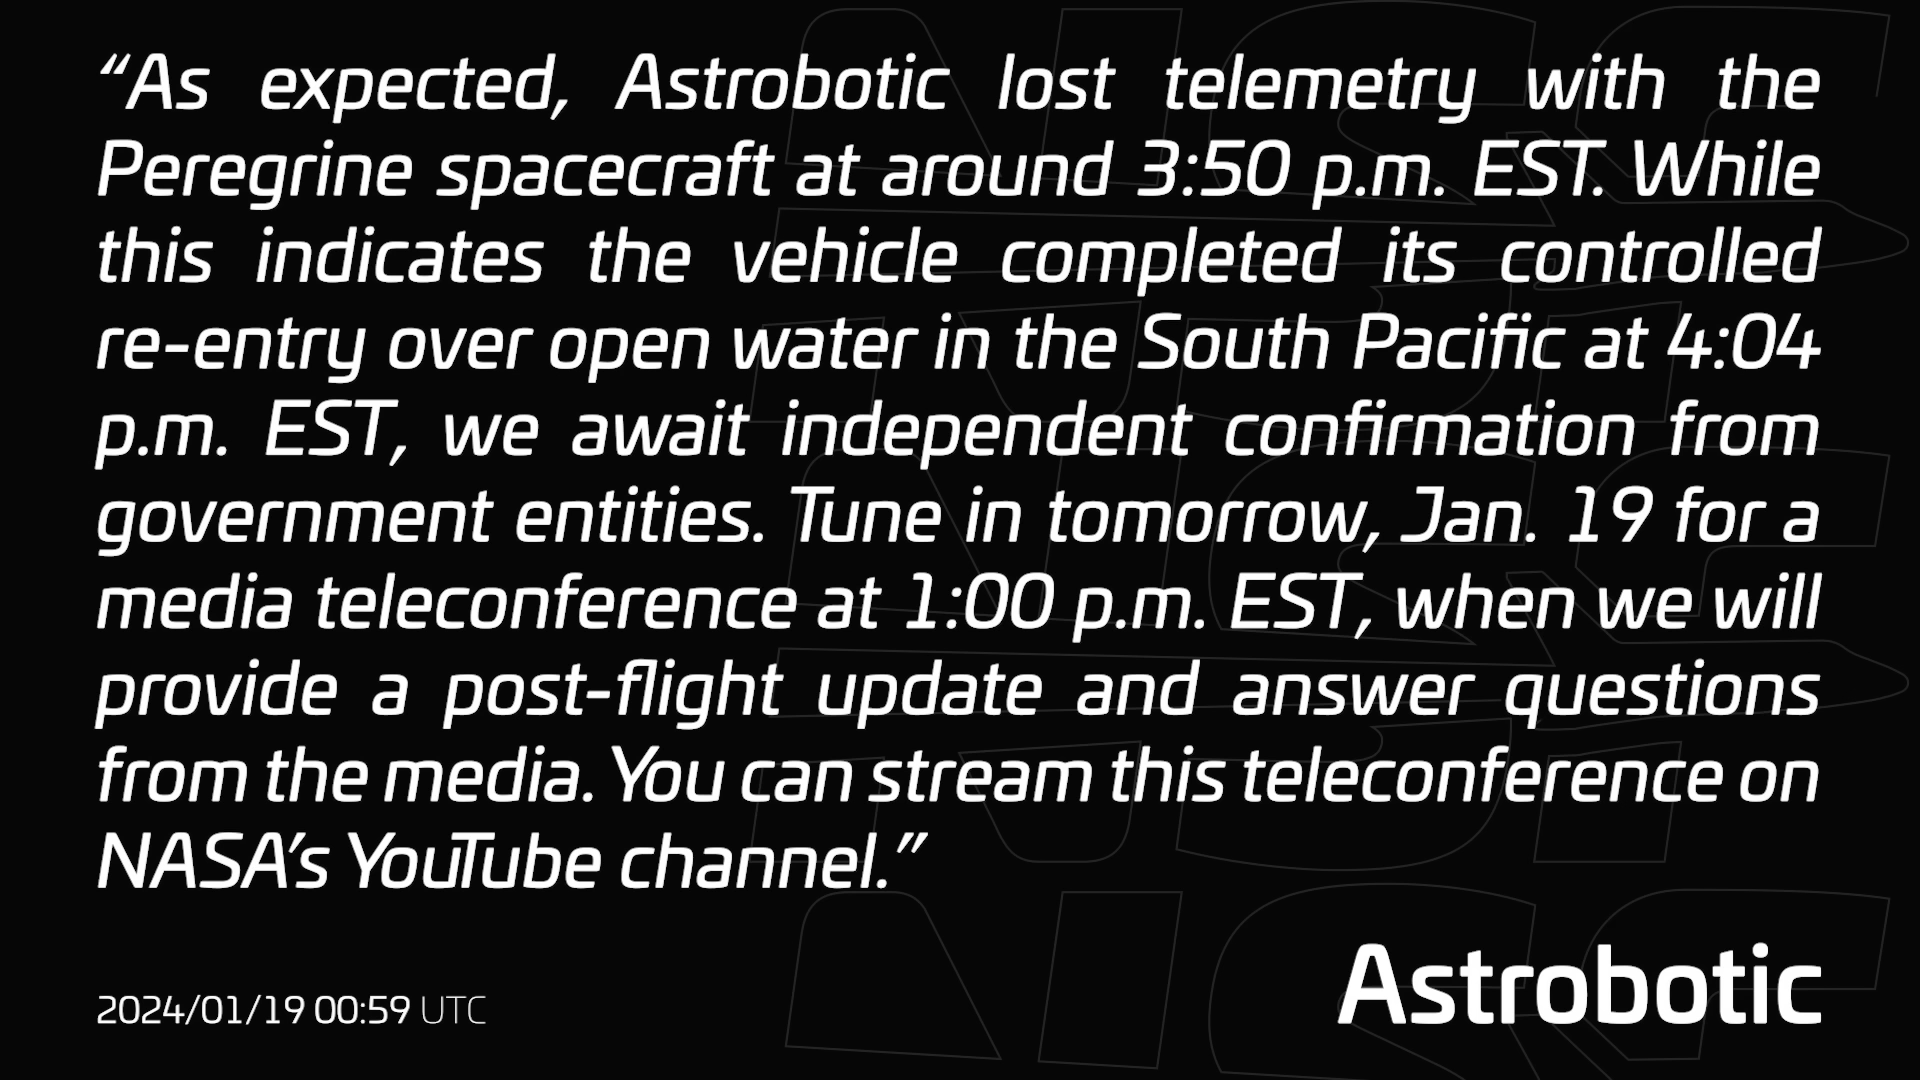 “As expected, Astrobotic lost telemetry with the
Peregrine spacecraft at around 3:50 p.m. EST. While
this indicates the vehicle completed its controlled
re-entry over open water in the South Pacific at 4:04
p.m. EST, we await independent confirmation from
government entities. Tune in tomorrow, Jan. 19 for a
media teleconference at 1:00 p.m. EST, when we will
provide a post-flight update and answer questions
from the media. You can stream this teleconference on
NASA’s YouTube channel.”
2024/01/19 00:59 UTC
Astrobotic